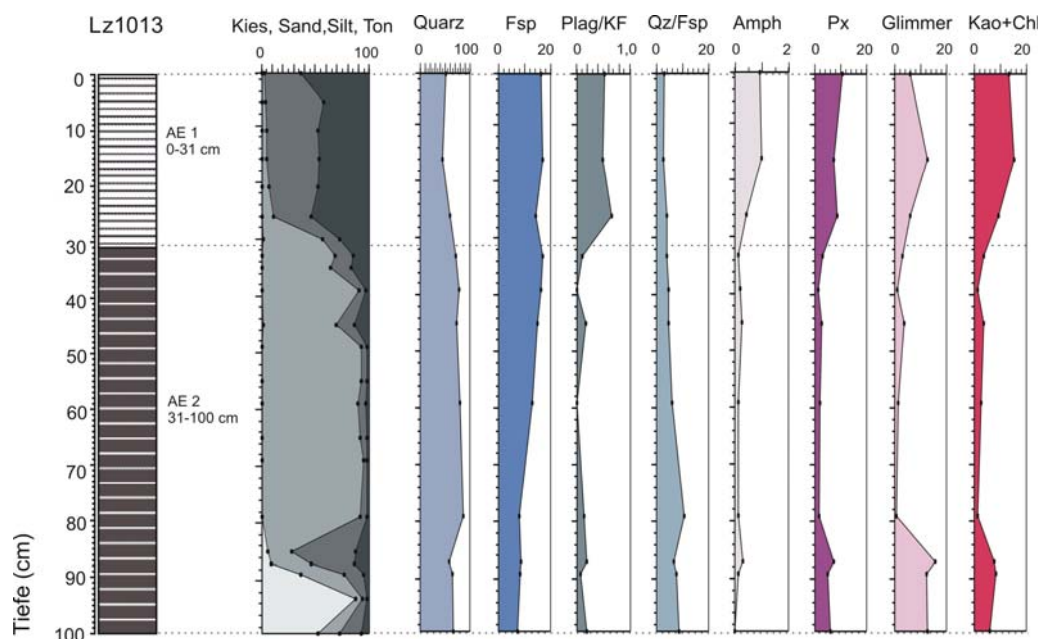 Lz1013 Kies, Sand,Silt, Ton Quarz Fsp Plag/KF Qz/Fsp Amph Px Glimmer Kao+Chl
0 100 0 100 0 20 0 1,0 0 20 0 2 0 20 0 20 0 20
0
10
20
30
40
50
60
70
80
90
100
AE 1
0-31 cm
AE 2
31-100 cm
Tiefe (cm)